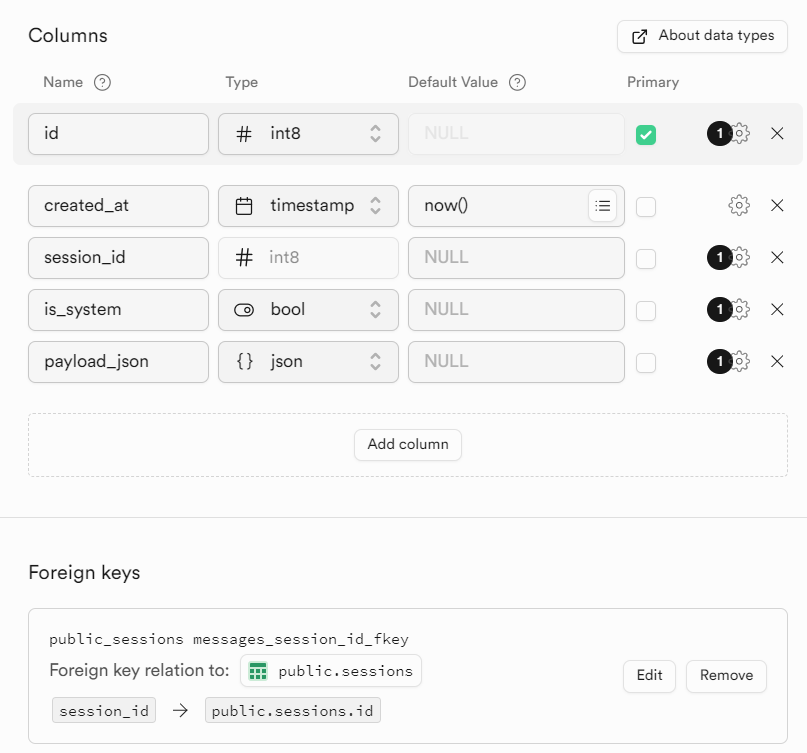 Columns
About data types
Name Type Default Value Primary
id # int8 NULL 1
created_at timestamp now()
session_id # int8 NULL 1
is_system bool NULL 1
payload_json {} json NULL 1
Add column
Foreign keys
public_sessions messages_session_id_fkey
Foreign key relation to: public.sessions
Edit Remove
session_id → public.sessions.id